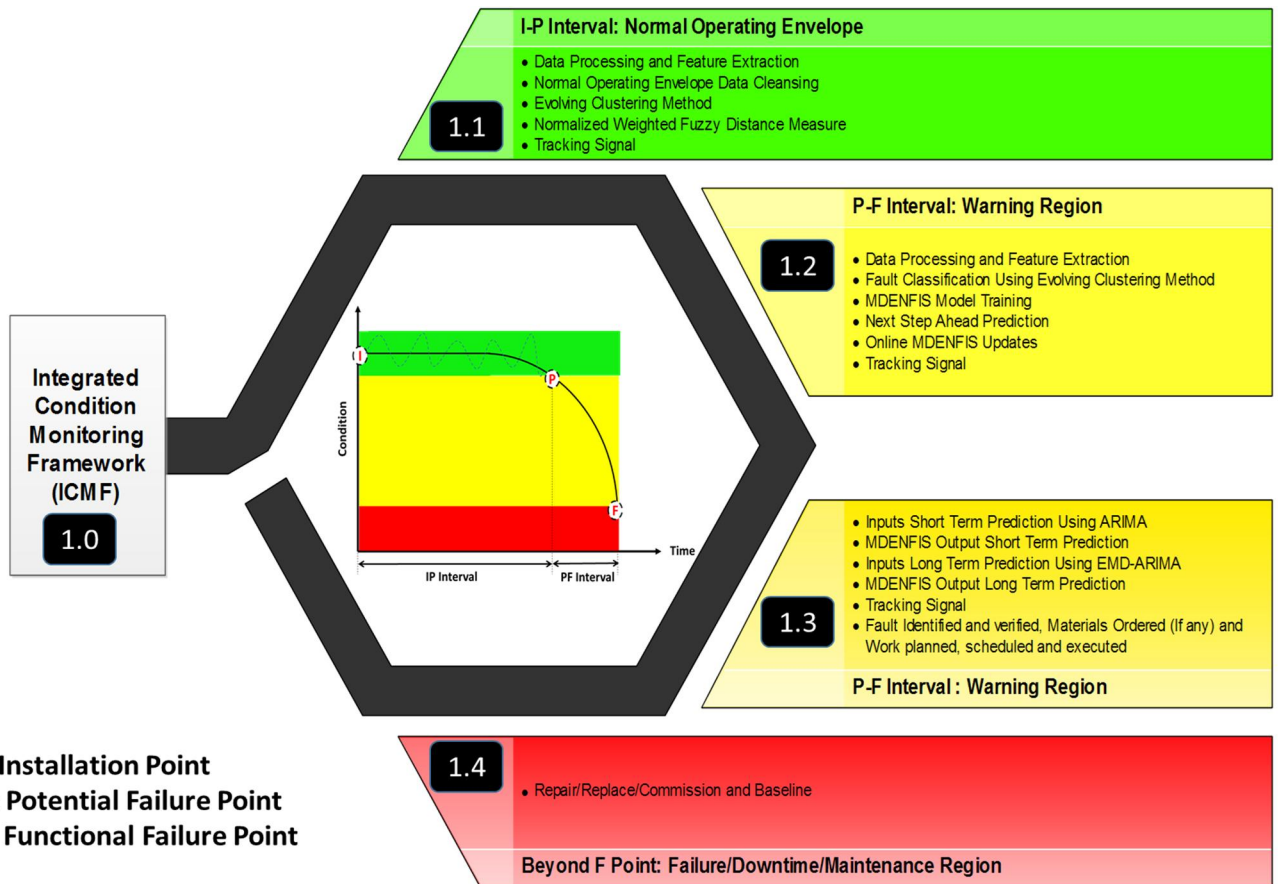 I-P Interval: Normal Operating Envelope
• Data Processing and Feature Extraction
• Normal Operating Envelope Data Cleansing
• Evolving Clustering Method
• Normalized Weighted Fuzzy Distance Measure
• Tracking Signal
1.1
P-F Interval: Warning Region
• Data Processing and Feature Extraction
• Fault Classification Using Evolving Clustering Method
• MDENFIS Model Training
• Next Step Ahead Prediction
• Online MDENFIS Updates
• Tracking Signal
1.2
Integrated
Condition
Monitoring
Framework
(ICMF)
1.0
Condition
I
P
F
Time
IP Interval
PF Interval
• Inputs Short Term Prediction Using ARIMA
• MDENFIS Output Short Term Prediction
• Inputs Long Term Prediction Using EMD-ARIMA
• MDENFIS Output Long Term Prediction
• Tracking Signal
• Fault Identified and verified, Materials Ordered (If any) and
Work planned, scheduled and executed
1.3
P-F Interval : Warning Region
1.4
• Repair/Replace/Commission and Baseline
Beyond F Point: Failure/Downtime/Maintenance Region
Installation Point
Potential Failure Point
Functional Failure Point